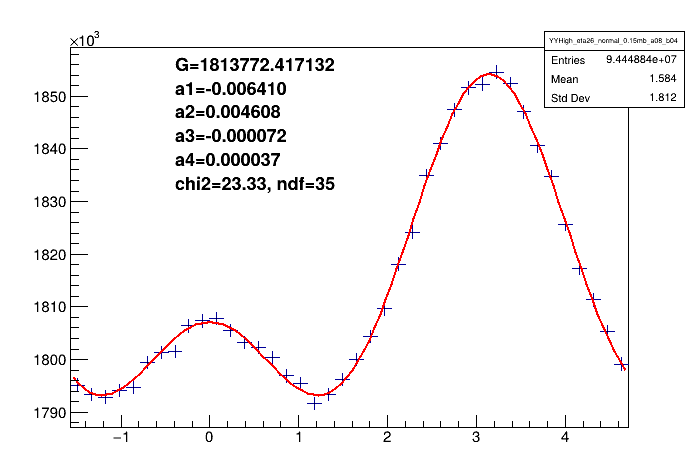 ×10³
YYHigh_eta26_normal_0.15mb_a08_b04
Entries 9.444884e+07
Mean 1.584
Std Dev 1.812
G=1813772.417132
a1=-0.006410
a2=0.004608
a3=-0.000072
a4=0.000037
chi2=23.33, ndf=35
1850
1840
1830
1820
1810
1800
1790
−1 0 1 2 3 4